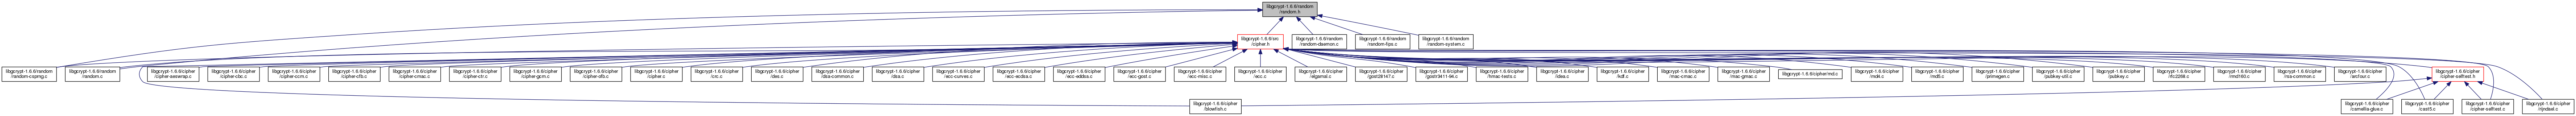 libgcrypt-1.6.6/random
/random.h
libgcrypt-1.6.6/src
/cipher.h
libgcrypt-1.6.6/random
/random-daemon.c
libgcrypt-1.6.6/random
/random-fips.c
libgcrypt-1.6.6/random
/random-system.c
libgcrypt-1.6.6/random
/random-csprng.c
libgcrypt-1.6.6/random
/random.c
libgcrypt-1.6.6/cipher
/cipher-aeswrap.c
libgcrypt-1.6.6/cipher
/cipher-cbc.c
libgcrypt-1.6.6/cipher
/cipher-ccm.c
libgcrypt-1.6.6/cipher
/cipher-cfb.c
libgcrypt-1.6.6/cipher
/cipher-cmac.c
libgcrypt-1.6.6/cipher
/cipher-ctr.c
libgcrypt-1.6.6/cipher
/cipher-gcm.c
libgcrypt-1.6.6/cipher
/cipher-ofb.c
libgcrypt-1.6.6/cipher
/cipher.c
libgcrypt-1.6.6/cipher
/crc.c
libgcrypt-1.6.6/cipher
/des.c
libgcrypt-1.6.6/cipher
/dsa-common.c
libgcrypt-1.6.6/cipher
/dsa.c
libgcrypt-1.6.6/cipher
/ecc-curves.c
libgcrypt-1.6.6/cipher
/ecc-ecdsa.c
libgcrypt-1.6.6/cipher
/ecc-eddsa.c
libgcrypt-1.6.6/cipher
/ecc-gost.c
libgcrypt-1.6.6/cipher
/ecc-misc.c
libgcrypt-1.6.6/cipher
/ecc.c
libgcrypt-1.6.6/cipher
/elgamal.c
libgcrypt-1.6.6/cipher
/gost28147.c
libgcrypt-1.6.6/cipher
/gostr3411-94.c
libgcrypt-1.6.6/cipher
/hmac-tests.c
libgcrypt-1.6.6/cipher
/idea.c
libgcrypt-1.6.6/cipher
/kdf.c
libgcrypt-1.6.6/cipher
/mac-cmac.c
libgcrypt-1.6.6/cipher
/mac-gmac.c
libgcrypt-1.6.6/cipher/md.c
libgcrypt-1.6.6/cipher
/md4.c
libgcrypt-1.6.6/cipher
/md5.c
libgcrypt-1.6.6/cipher
/primegen.c
libgcrypt-1.6.6/cipher
/pubkey-util.c
libgcrypt-1.6.6/cipher
/pubkey.c
libgcrypt-1.6.6/cipher
/rfc2268.c
libgcrypt-1.6.6/cipher
/rmd160.c
libgcrypt-1.6.6/cipher
/rsa-common.c
libgcrypt-1.6.6/cipher
/arcfour.c
libgcrypt-1.6.6/cipher
/cipher-selftest.h
libgcrypt-1.6.6/cipher
/blowfish.c
libgcrypt-1.6.6/cipher
/camellia-glue.c
libgcrypt-1.6.6/cipher
/cast5.c
libgcrypt-1.6.6/cipher
/cipher-selftest.c
libgcrypt-1.6.6/cipher
/rijndael.c